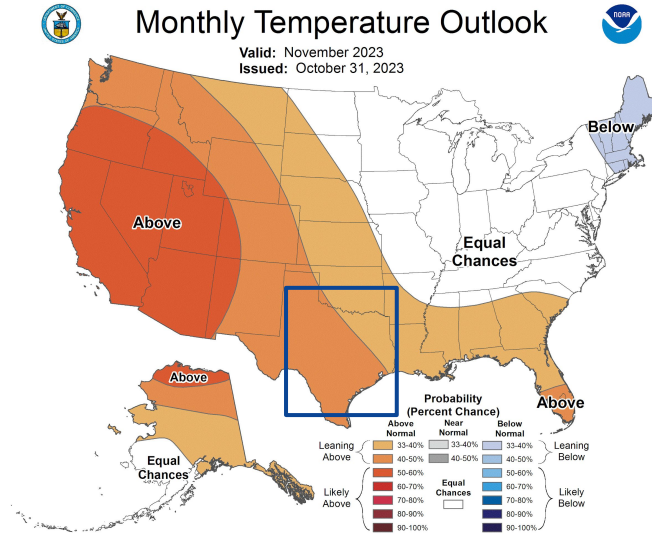 Monthly Temperature Outlook
NOAA
Valid: November 2023
Issued: October 31, 2023
Below
Above
Equal
Chances
Above
Above
Equal
Chances
Probability
(Percent Chance)
Above
Normal
Near
Normal
Below
Normal
Leaning
Above
33-40%
33-40%
33-40%
Leaning
Below
40-50%
40-50%
40-50%
50-60%
50-60%
Likely
Above
60-70%
Equal
Chances
60-70%
Likely
Below
70-80%
70-80%
80-90%
80-90%
90-100%
90-100%